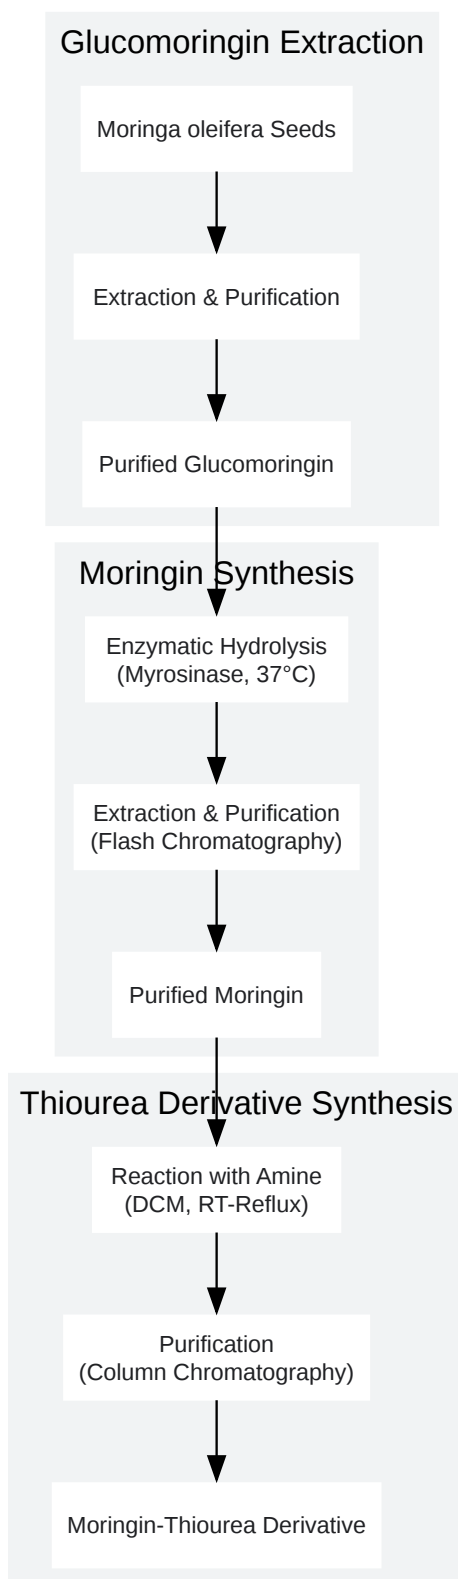 Glucomoringin Extraction
Moringa oleifera Seeds
Extraction & Purification
Purified Glucomoringin
Moringin Synthesis
Enzymatic Hydrolysis
(Myrosinase, 37°C)
Extraction & Purification
(Flash Chromatography)
Purified Moringin
Thiourea Derivative Synthesis
Reaction with Amine
(DCM, RT-Reflux)
Purification
(Column Chromatography)
Moringin-Thiourea Derivative